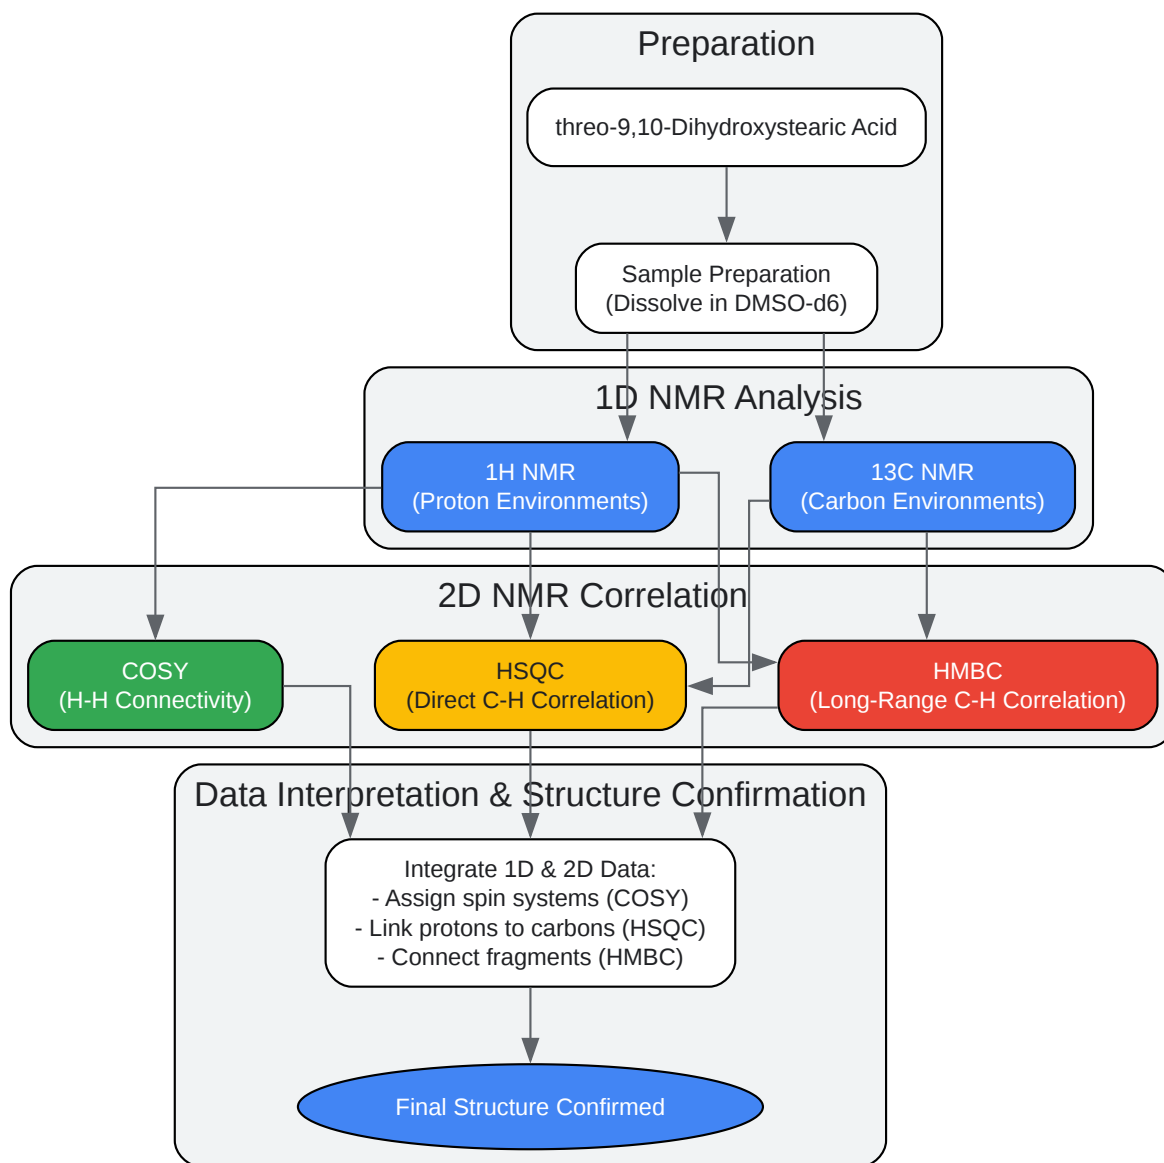 Preparation
threo-9,10-Dihydroxystearic Acid
Sample Preparation
(Dissolve in DMSO-d6)
1D NMR Analysis
1H NMR
(Proton Environments)
13C NMR
(Carbon Environments)
2D NMR Correlation
COSY
(H-H Connectivity)
HSQC
(Direct C-H Correlation)
HMBC
(Long-Range C-H Correlation)
Data Interpretation & Structure Confirmation
Integrate 1D & 2D Data:
- Assign spin systems (COSY)
- Link protons to carbons (HSQC)
- Connect fragments (HMBC)
Final Structure Confirmed